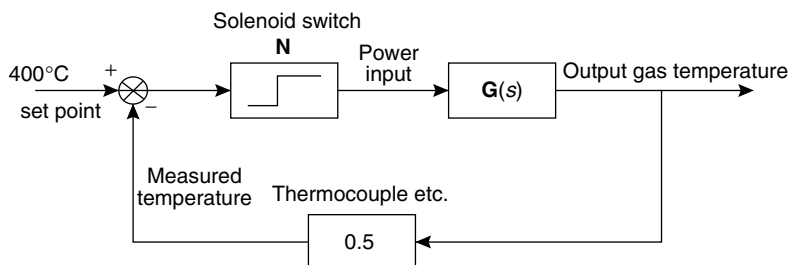 Solenoid switch
N
Power
input
400°C
+
set point
−
G(s)
Output gas temperature
Measured
temperature
Thermocouple etc.
0.5